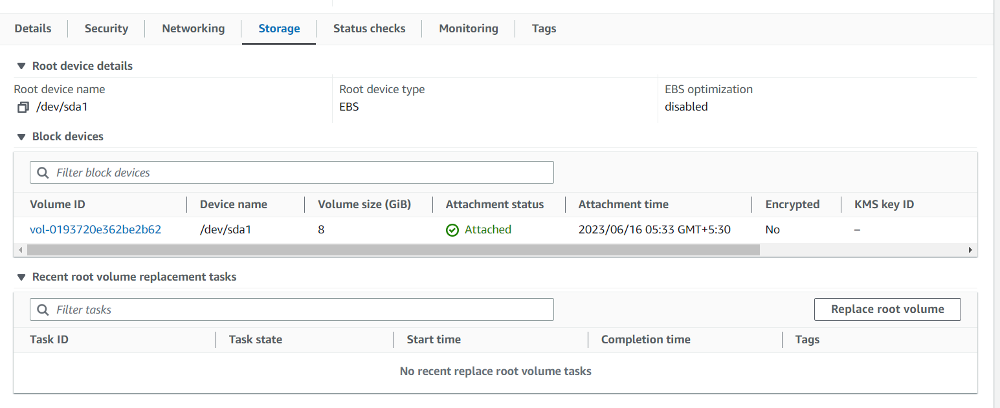 Details Security Networking Storage Status checks Monitoring Tags
Root device details
Root device name Root device type EBS optimization
/dev/sda1 EBS disabled
Block devices
Filter block devices
Volume ID Device name Volume size (GiB) Attachment status Attachment time Encrypted KMS key ID
vol-0193720e362be2b62 /dev/sda1 8 Attached 2023/06/16 05:33 GMT+5:30 No –
Recent root volume replacement tasks
Filter tasks Replace root volume
Task ID Task state Start time Completion time Tags
No recent replace root volume tasks